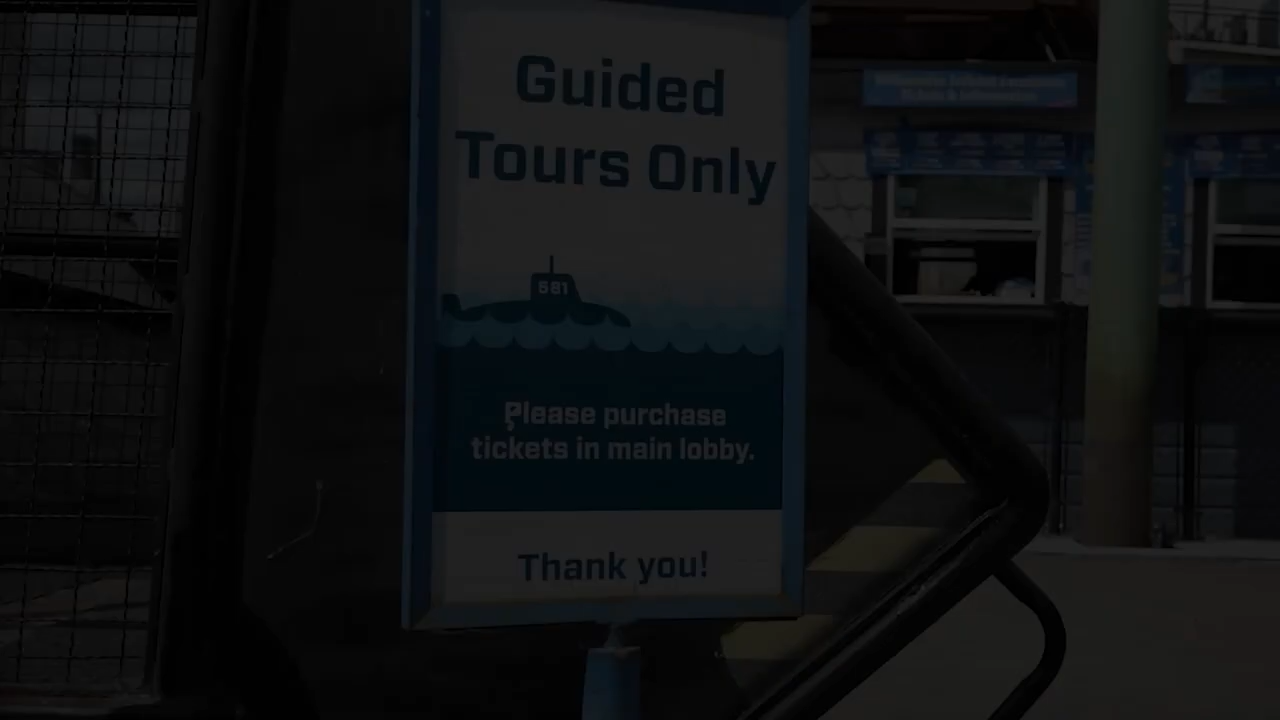 Guided
Tours Only
581
Please purchase
tickets in main lobby.
Thank you!